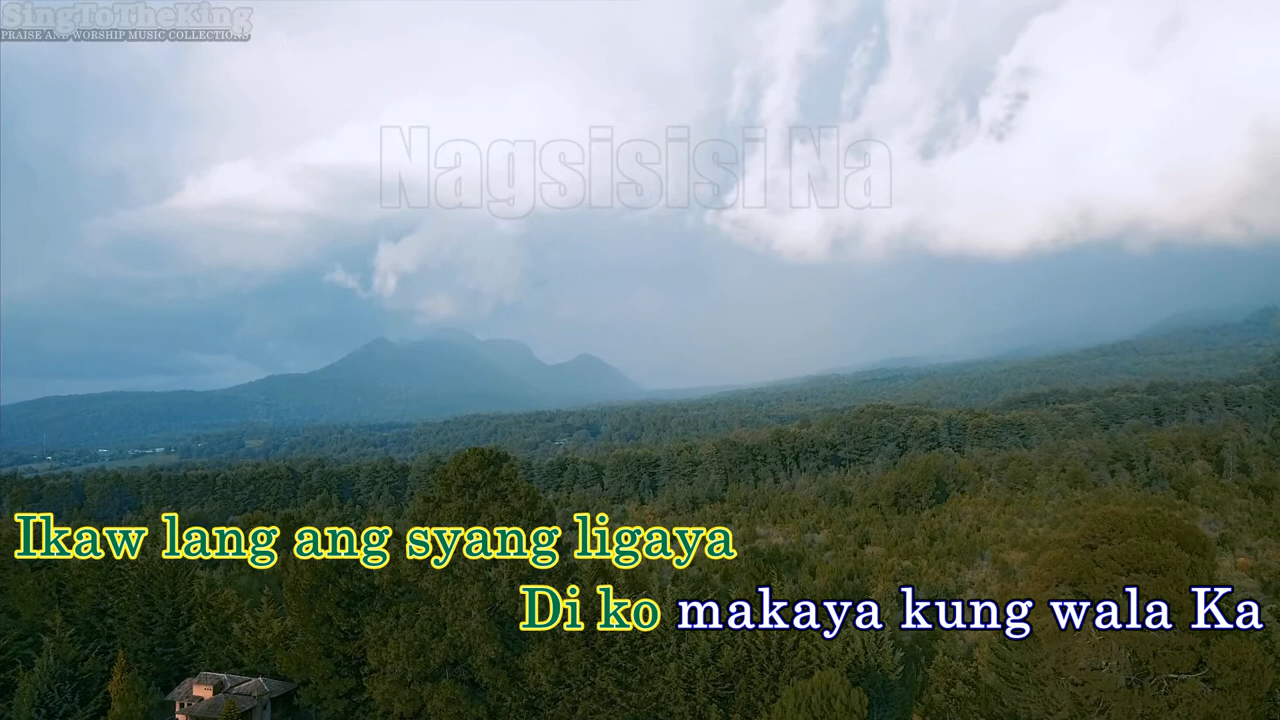 SingToTheKing
PRAISE AND WORSHIP MUSIC COLLECTIONS
Nagsisisi Na
Ikaw lang ang syang ligaya
Di ko makaya kung wala Ka